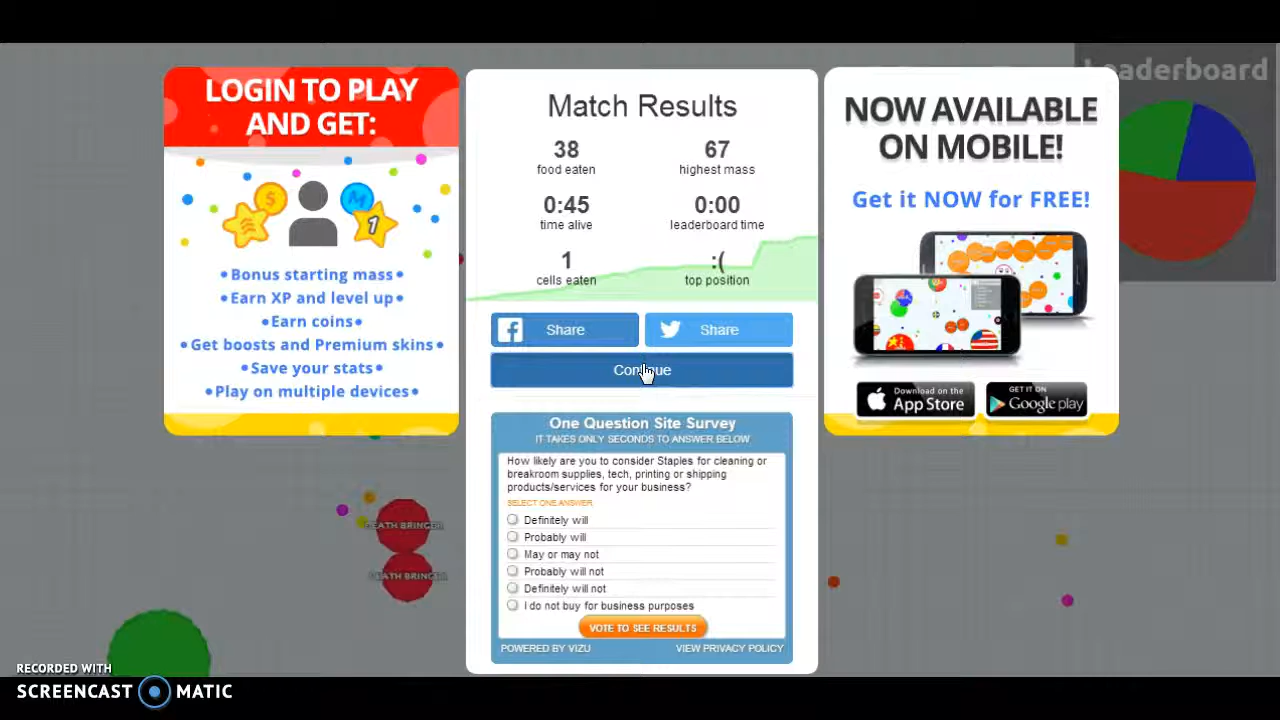 LOGIN TO PLAY
AND GET:
•Bonus starting mass•
•Earn XP and level up•
•Earn coins•
•Get boosts and Premium skins•
•Save your stats•
•Play on multiple devices•
Match Results
38
food eaten
67
highest mass
0:45
time alive
0:00
leaderboard time
1
cells eaten
:(
top position
Share
Share
Continue
One Question Site Survey
IT TAKES ONLY SECONDS TO ANSWER BELOW
How likely are you to consider Staples for cleaning or
breakroom supplies, tech, printing or shipping
products/services for your business?
SELECT ONE ANSWER
Definitely will
Probably will
May or may not
Probably will not
Definitely will not
I do not buy for business purposes
VOTE TO SEE RESULTS
POWERED BY VIZU
VIEW PRIVACY POLICY
NOW AVAILABLE
ON MOBILE!
Get it NOW for FREE!
Download on the
App Store
GET IT ON
Google play
Leaderboard
DEATH BRINGER
DEATH BRINGER
RECORDED WITH
SCREENCAST MATIC